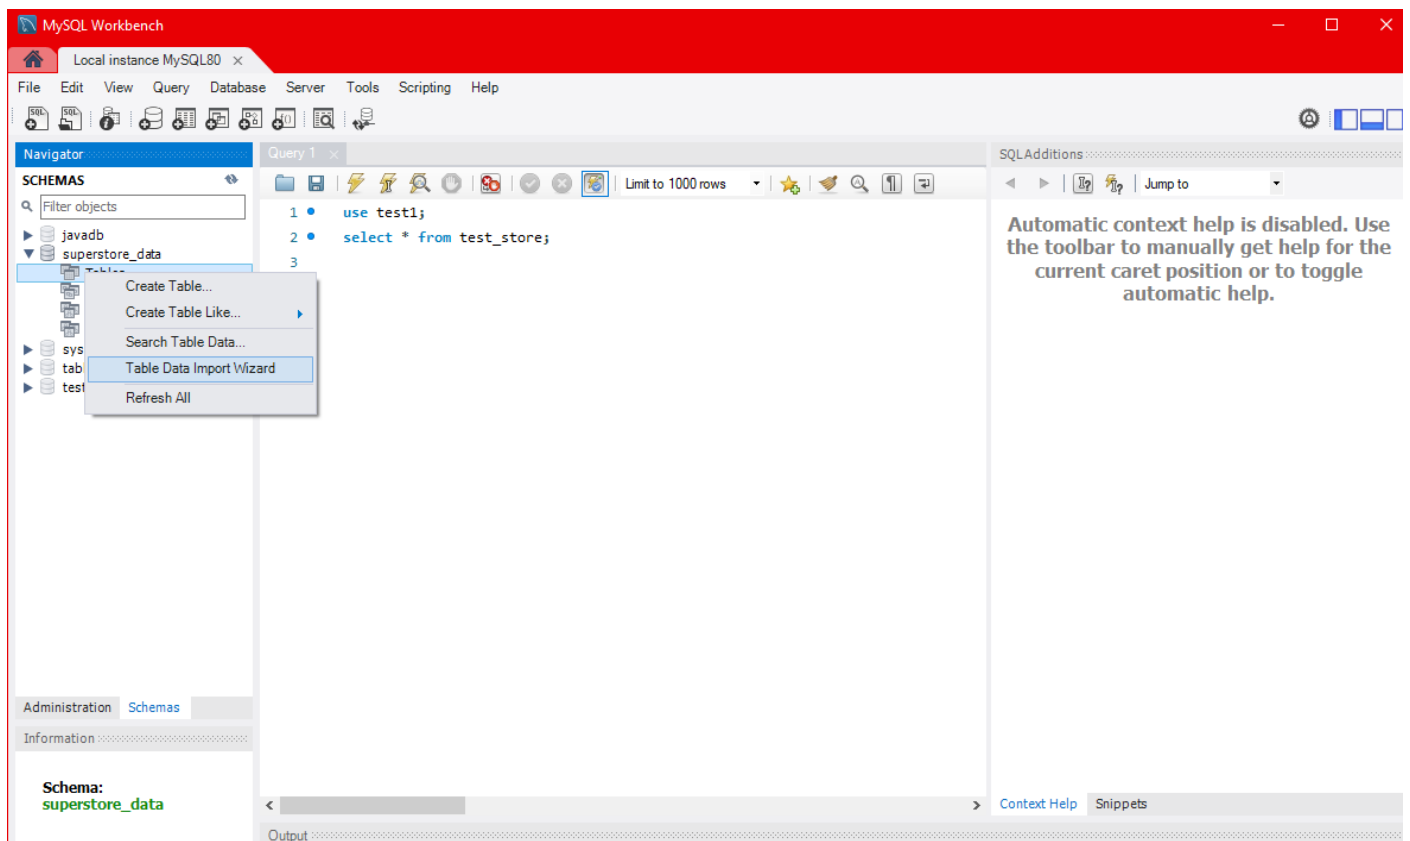 MySQL Workbench
Local instance MySQL80
File Edit View Query Database Server Tools Scripting Help
Navigator
SCHEMAS
Filter objects
javadb
superstore_data
Tables
sys
tab
test
Create Table...
Create Table Like...
Search Table Data...
Table Data Import Wizard
Refresh All
Administration Schemas
Information
Schema:
superstore_data
Query 1
Limit to 1000 rows
1 use test1;
2 select * from test_store;
3
Output
SQLAdditions
Jump to
Automatic context help is disabled. Use
the toolbar to manually get help for the
current caret position or to toggle
automatic help.
Context Help Snippets